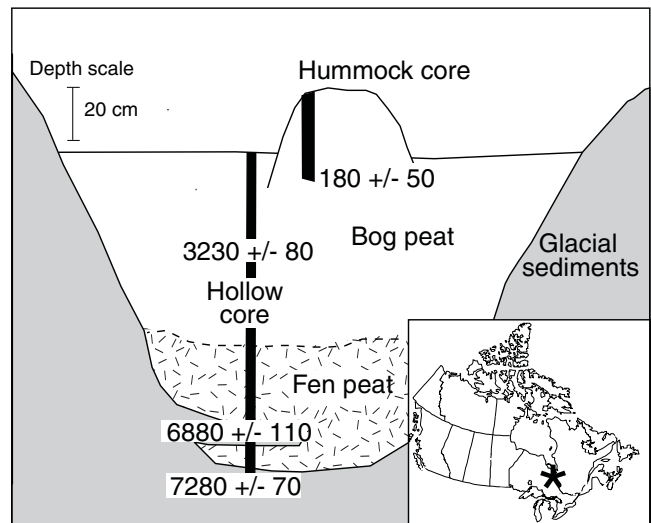 Depth scale
20 cm
Hummock core
180 +/- 50
3230 +/- 80
Bog peat
Glacial
sediments
Hollow
core
Fen peat
6880 +/- 110
7280 +/- 70